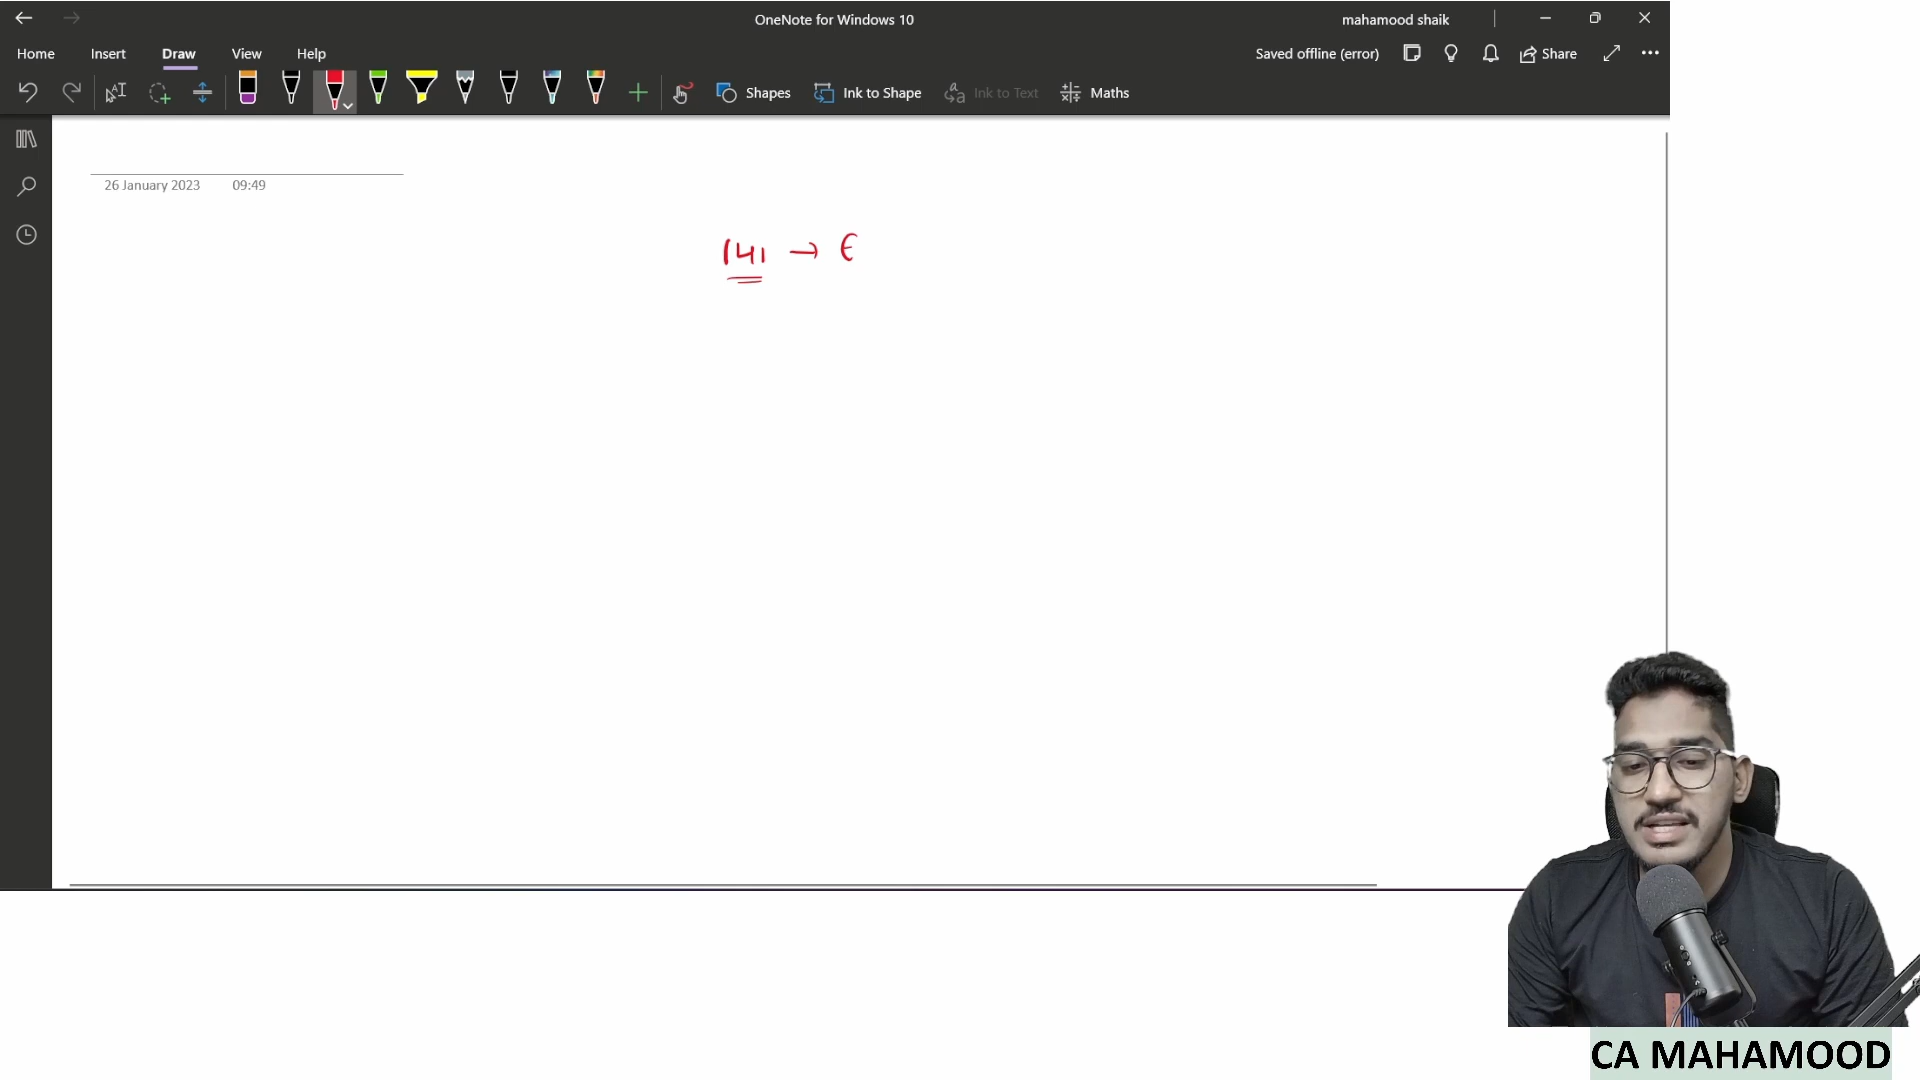 OneNote for Windows 10
mahamood shaik
Home Insert Draw View Help
Saved offline (error) Share
Shapes Ink to Shape Ink to Text Maths
26 January 2023 09:49
141 → E
CA MAHAMOOD